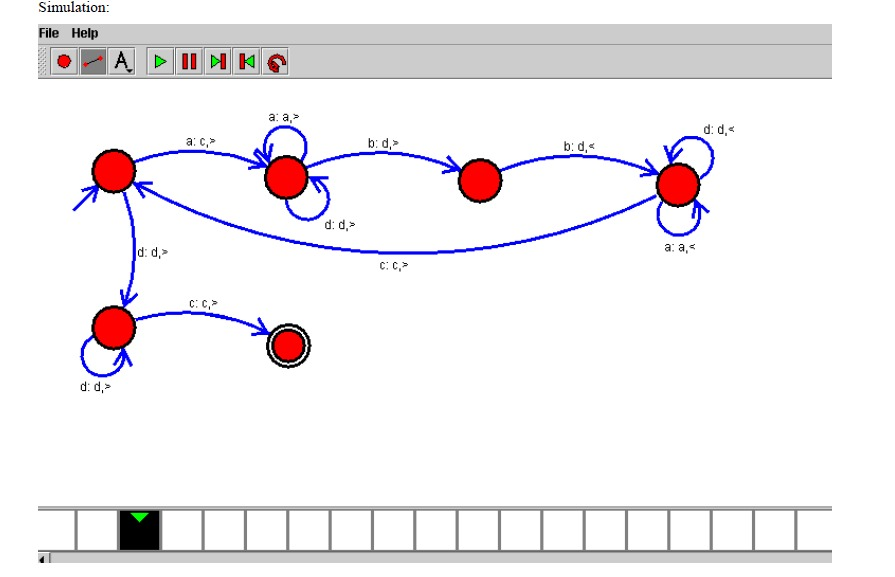 Simulation:
File Help
A
a: a,>
d: d,<
a: c,>
b: d,>
b: d,<
d: d,>
a: a,<
d: d,>
c: c,>
c: c,>
d: d,>